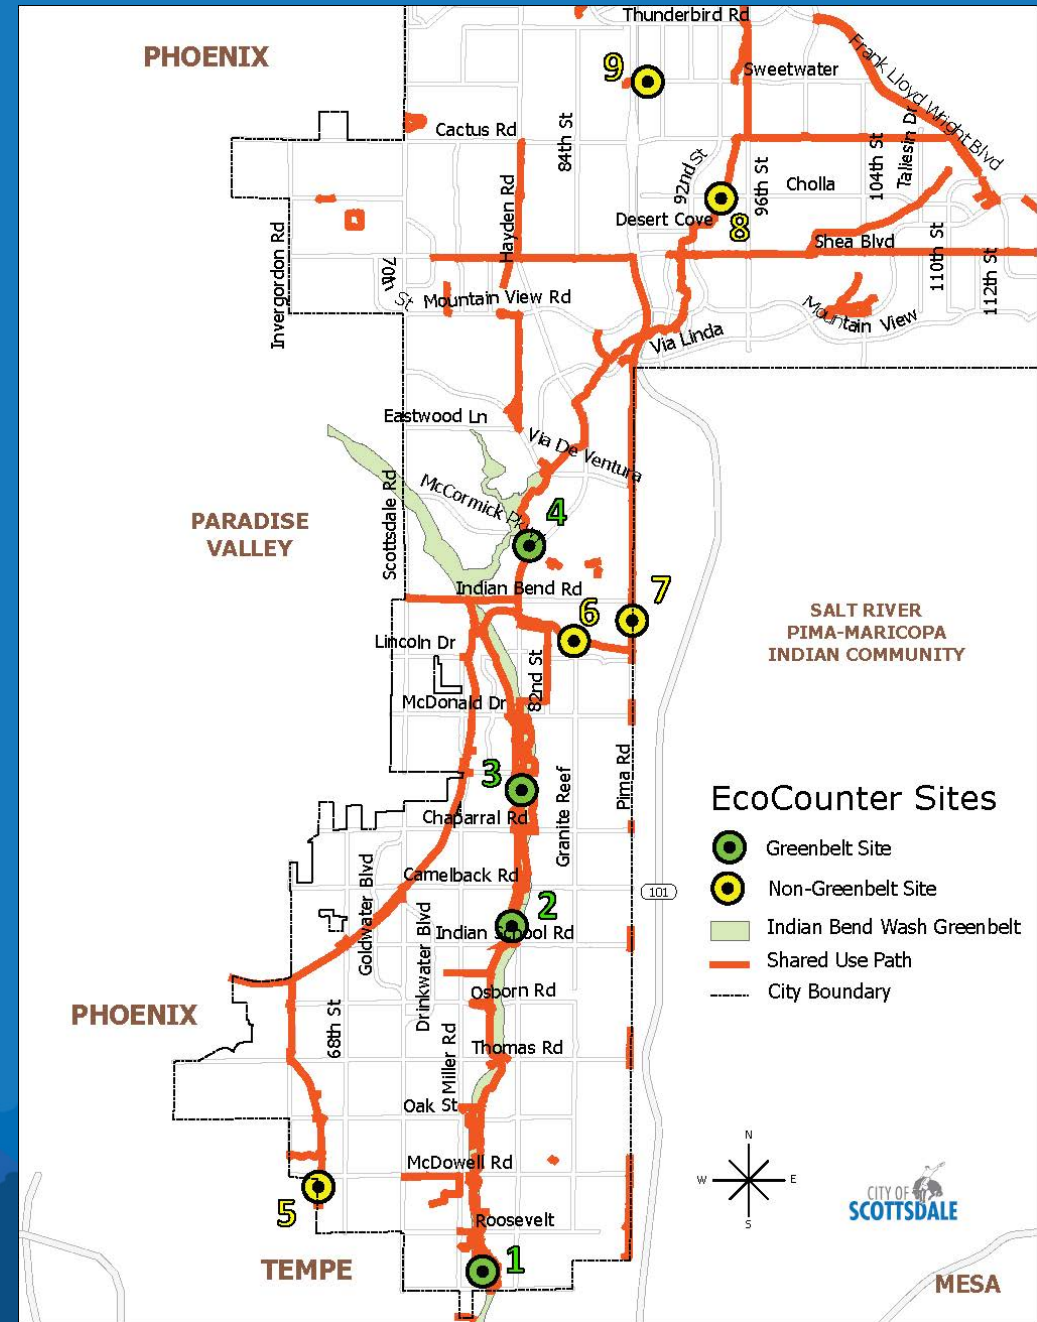 Thunderbird Rd
PHOENIX
Frank Lloyd Wright Blvd
9
Sweetwater
Cactus Rd
84th St
104th St
Taliesin Dr
92nd St
96th St
Cholla
Hayden Rd
Desert Cove
8
Invergordon Rd
Shea Blvd
110th St
112th St
70th St
Mountain View Rd
Mountain View
Via Linda
Eastwood Ln
Via De Ventura
Scottsdale Rd
McCormick Pkwy
4
PARADISE
VALLEY
Indian Bend Rd
7
6
SALT RIVER
PIMA-MARICOPA
INDIAN COMMUNITY
Lincoln Dr
82nd St
McDonald Dr
Pima Rd
3
Granite Reef
EcoCounter Sites
Chaparral Rd
Greenbelt Site
Goldwater Blvd
Camelback Rd
101
Non-Greenbelt Site
2
Drinkwater Blvd
Indian School Rd
Indian Bend Wash Greenbelt
Shared Use Path
Osborn Rd
City Boundary
PHOENIX
68th St
Miller Rd
Thomas Rd
Oak St
N
McDowell Rd
W
E
S
5
CITY OF
SCOTTSDALE
Roosevelt
1
TEMPE
MESA